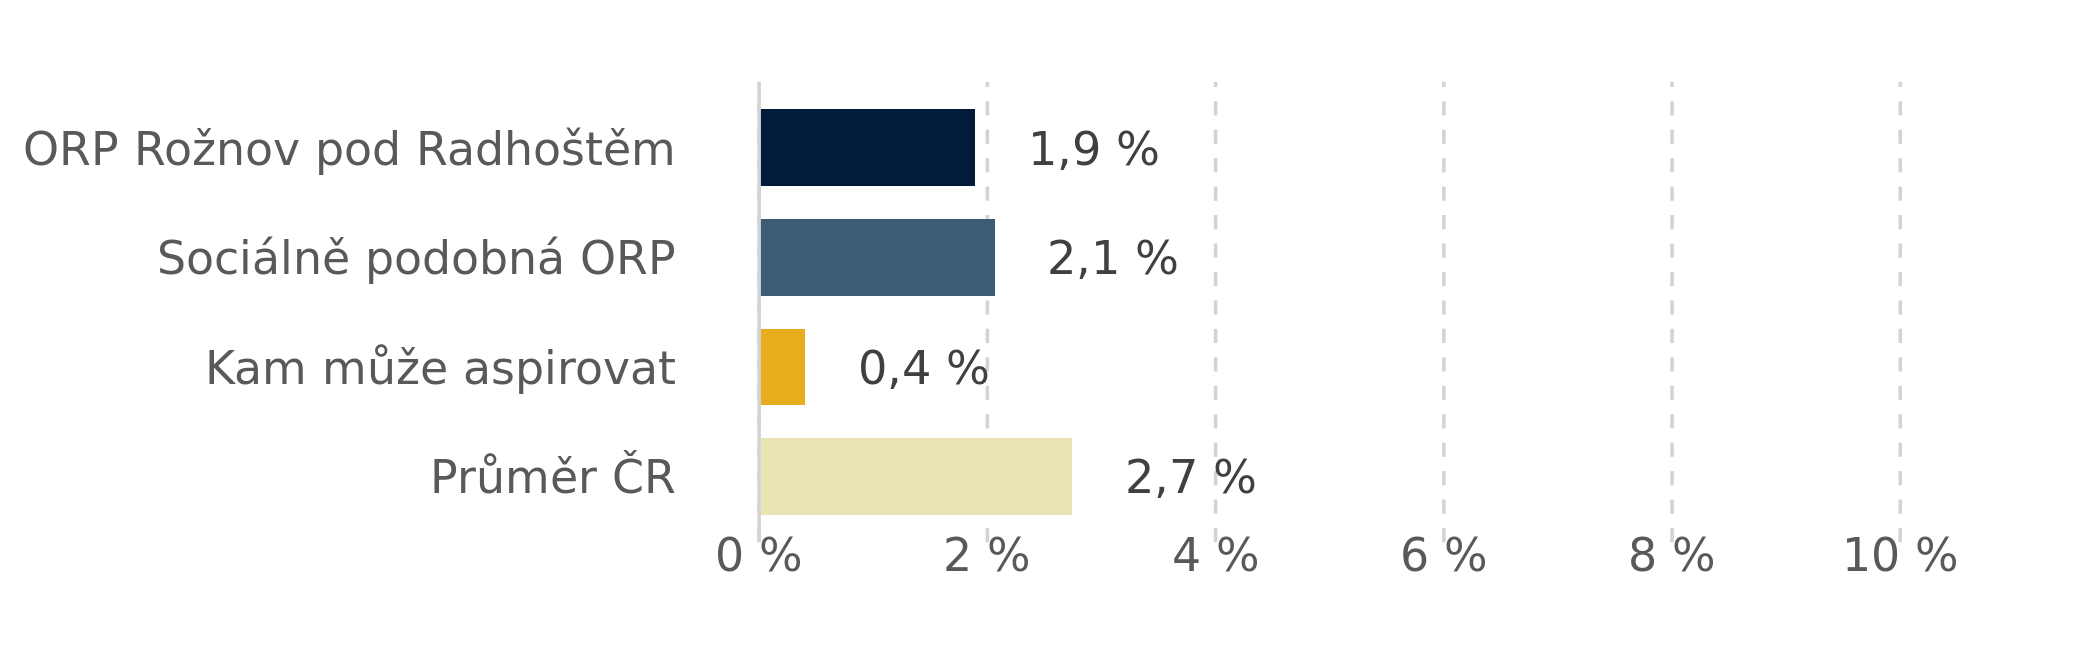 ORP Rožnov pod Radhoštěm 1,9 %
Sociálně podobná ORP 2,1 %
Kam může aspirovat 0,4 %
Průměr ČR 2,7 %
0 % 2 % 4 % 6 % 8 % 10 %